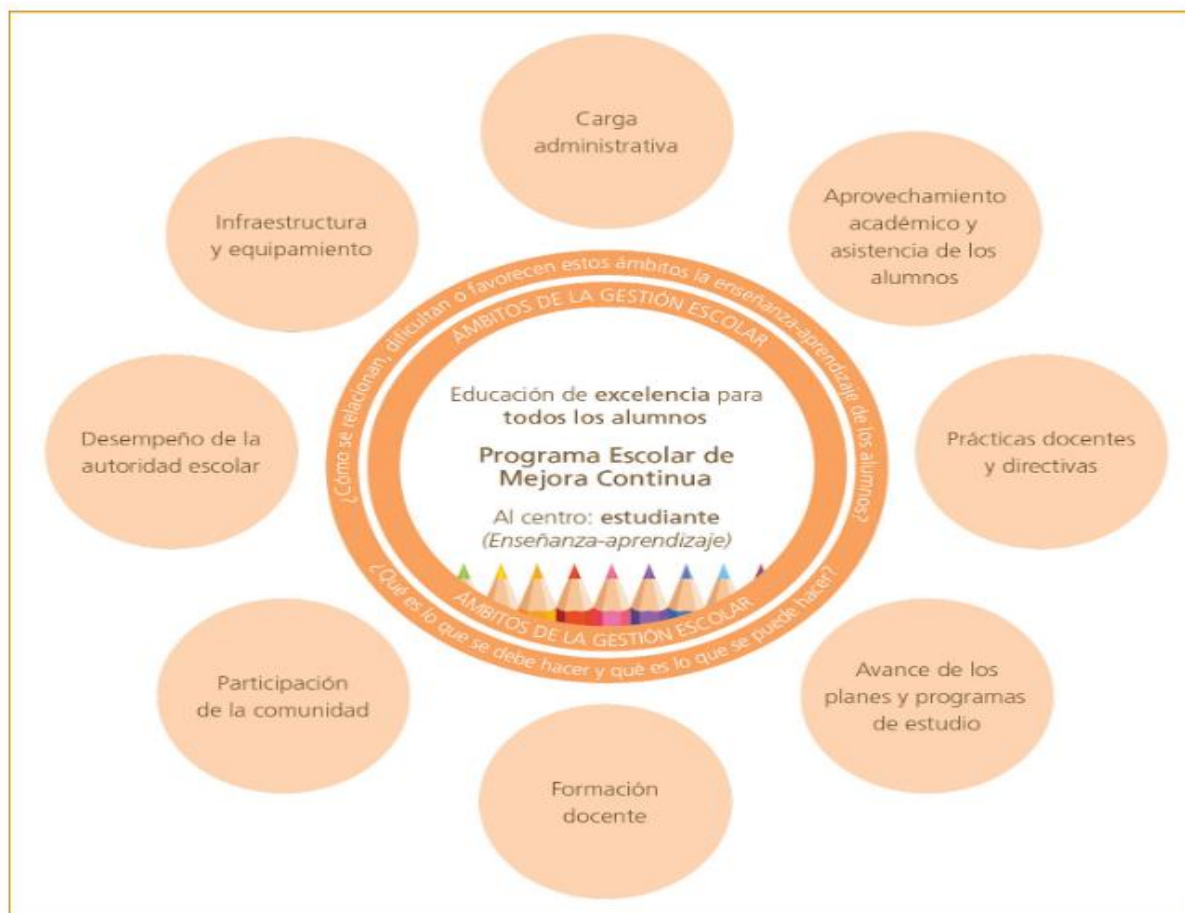 Carga
administrativa
Aprovechamiento
académico y
asistencia de los
alumnos
Prácticas docentes
y directivas
Avance de los
planes y programas
de estudio
Formación
docente
Participación
de la comunidad
Desempeño de la
autoridad escolar
Infraestructura
y equipamiento
¿Cómo se relacionan, dificultan o favorecen estos ámbitos la enseñanza-aprendizaje de los alumnos?
ÁMBITOS DE LA GESTIÓN ESCOLAR
Educación de excelencia para
todos los alumnos
Programa Escolar de
Mejora Continua
Al centro: estudiante
(Enseñanza-aprendizaje)
ÁMBITOS DE LA GESTIÓN ESCOLAR
¿Qué es lo que se debe hacer y qué es lo que se puede hacer?